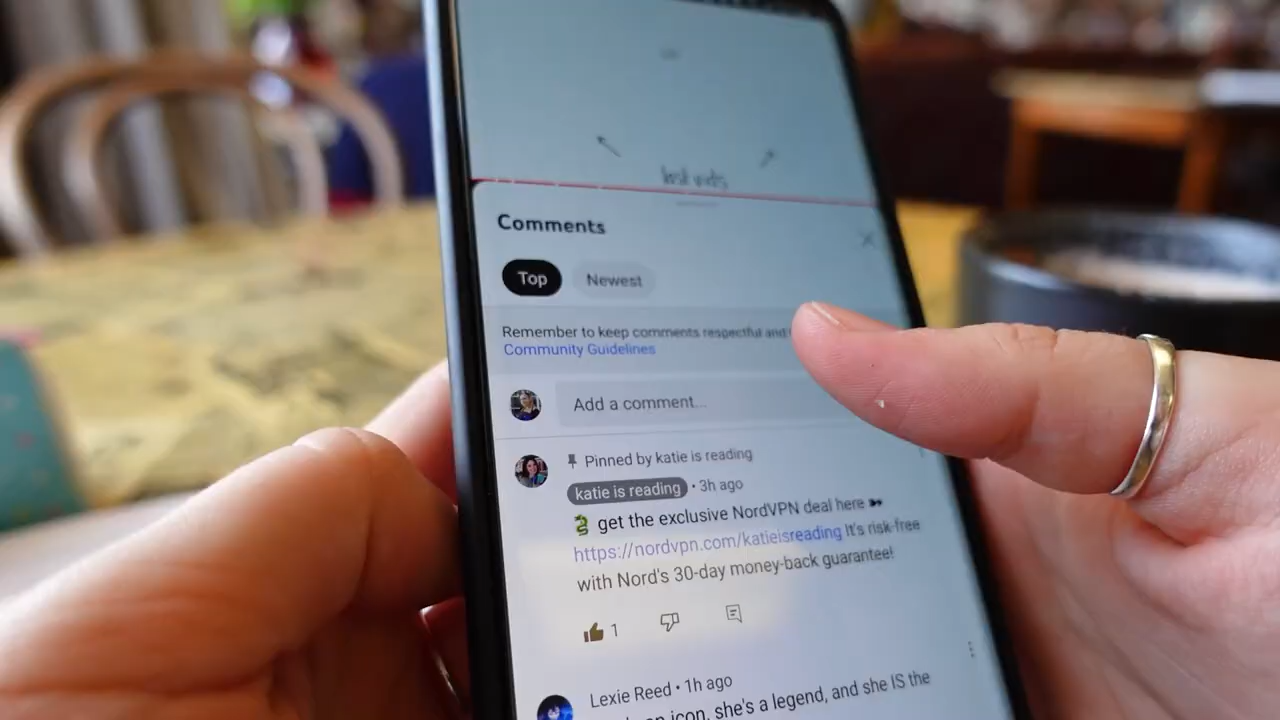 last vids
Comments
Top
Newest
Remember to keep comments respectful and
Community Guidelines
Add a comment...
Pinned by katie is reading
katie is reading • 3h ago
🐉 get the exclusive NordVPN deal here ➳
https://nordvpn.com/katieisreading It's risk-free
with Nord's 30-day money-back guarantee!
1
Lexie Reed • 1h ago
icon, she's a legend, and she IS the